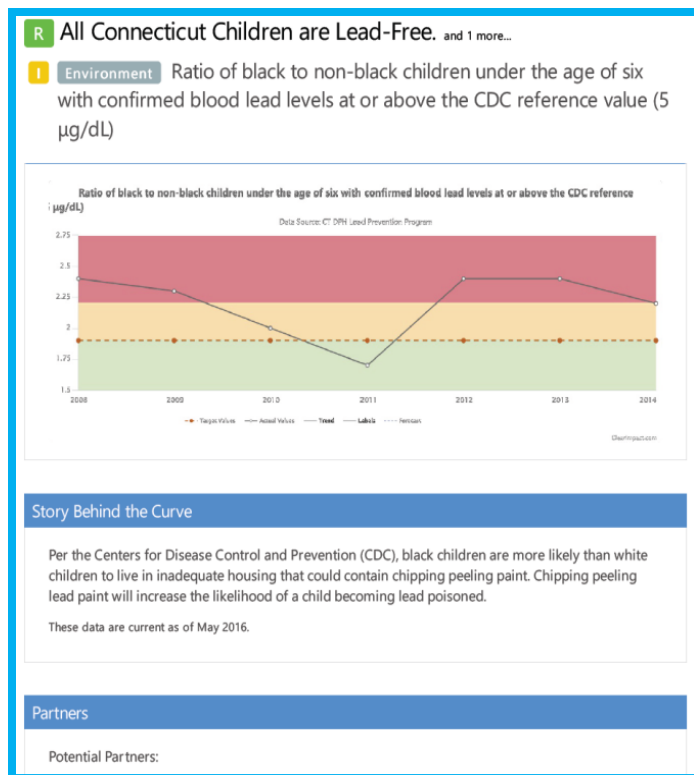 R All Connecticut Children are Lead-Free. and 1 more...
I Environment Ratio of black to non-black children under the age of six
with confirmed blood lead levels at or above the CDC reference value (5
µg/dL)
Ratio of black to non-black children under the age of six with confirmed blood lead levels at or above the CDC reference
µg/dL)
Data Source: CT DPH Lead Prevention Program
2.75
2.5
2.25
2
1.75
1.5
2008 2009 2010 2011 2012 2013 2014
Target Values Actual Values Trend Labels Forecast
ClearImpact.com
Story Behind the Curve
Per the Centers for Disease Control and Prevention (CDC), black children are more likely than white
children to live in inadequate housing that could contain chipping peeling paint. Chipping peeling
lead paint will increase the likelihood of a child becoming lead poisoned.
These data are current as of May 2016.
Partners
Potential Partners: